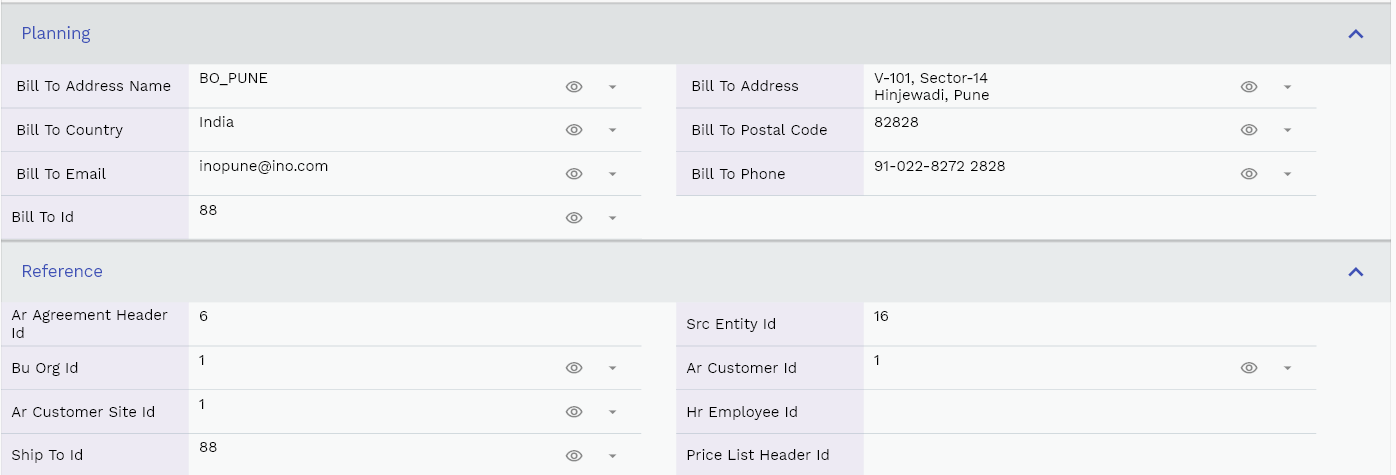 Planning
Bill To Address Name
BO_PUNE
Bill To Address
V-101, Sector-14
Hinjewadi, Pune
Bill To Country
India
Bill To Postal Code
82828
Bill To Email
inopune@ino.com
Bill To Phone
91-022-8272 2828
Bill To Id
88
Reference
Ar Agreement Header
Id
6
Src Entity Id
16
Bu Org Id
1
Ar Customer Id
1
Ar Customer Site Id
1
Hr Employee Id
Ship To Id
88
Price List Header Id